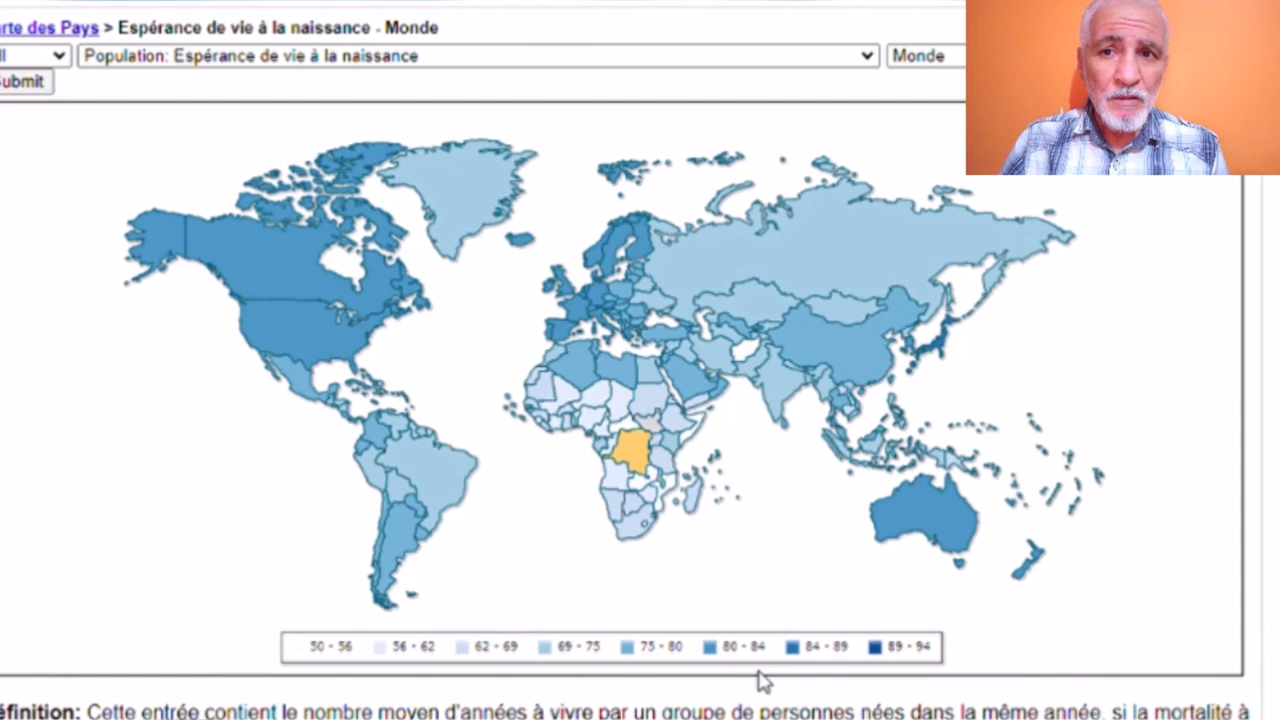 arte des Pays > Espérance de vie à la naissance - Monde
ll Population: Espérance de vie à la naissance Monde
ubmit
50 - 56 56 - 62 62 - 69 69 - 75 75 - 80 80 - 84 84 - 89 89 - 94
éfinition: Cette entrée contient le nombre moyen d'années à vivre par un groupe de personnes nées dans la même année, si la mortalité à